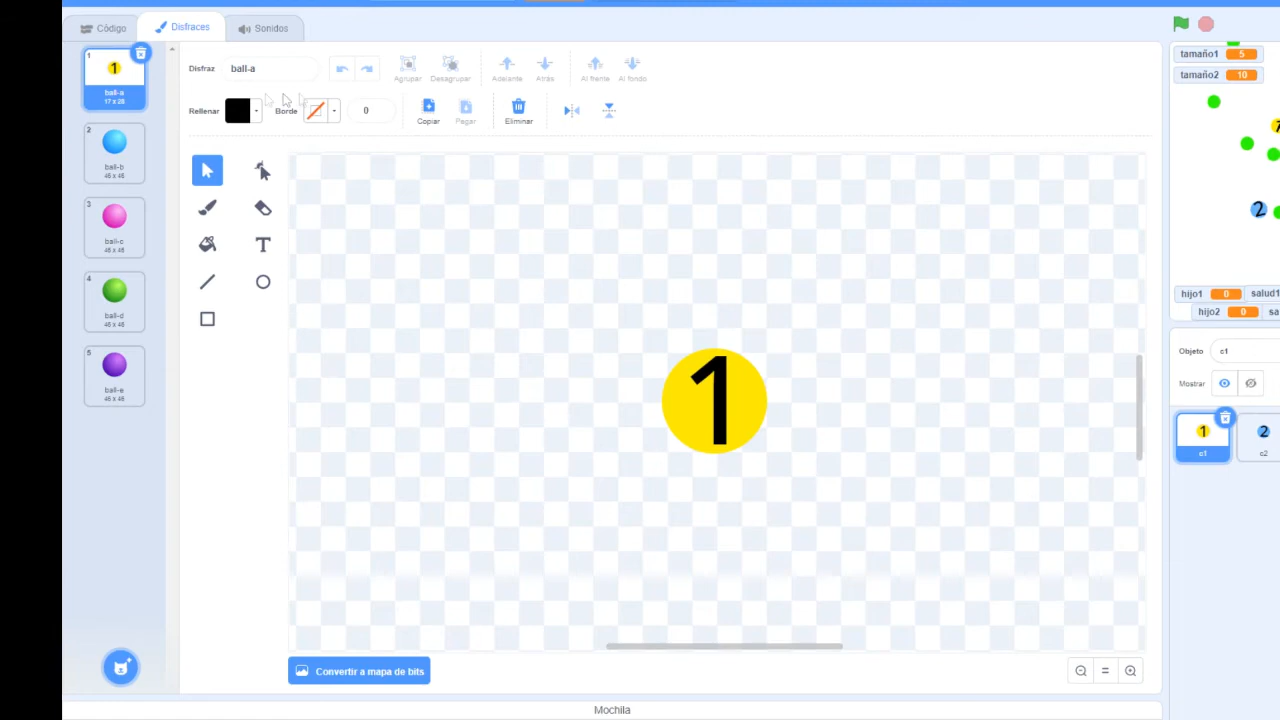 Código
Disfraces
Sonidos
Disfraz
ball-a
Agrupar
Desagrupar
Adelante
Atrás
Al frente
Al fondo
Rellenar
Borde
0
Copiar
Pegar
Eliminar
1
1
ball-a
17 x 28
2
ball-b
46 x 46
3
ball-c
46 x 46
4
ball-d
46 x 46
5
ball-e
46 x 46
1
Convertir a mapa de bits
=
Mochila
tamaño1 5
tamaño2 10
2
hijo1 0
salud1
hijo2 0
Objeto
c1
Mostrar
1
c1
2
c2